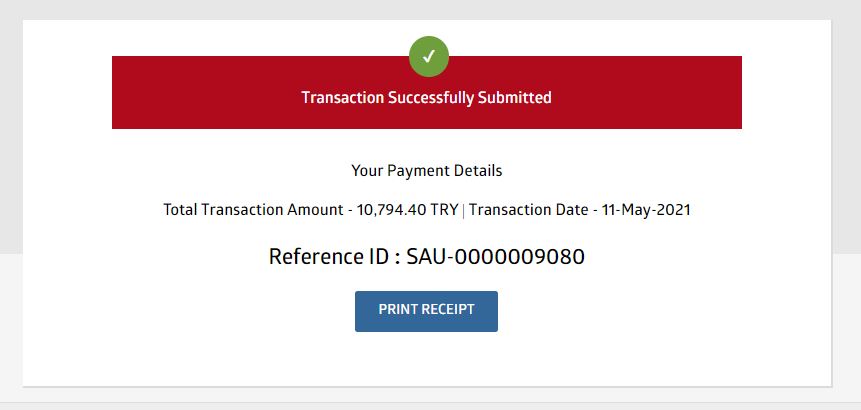 Transaction Successfully Submitted
Your Payment Details
Total Transaction Amount - 10,794.40 TRY | Transaction Date - 11-May-2021
Reference ID : SAU-0000009080
PRINT RECEIPT